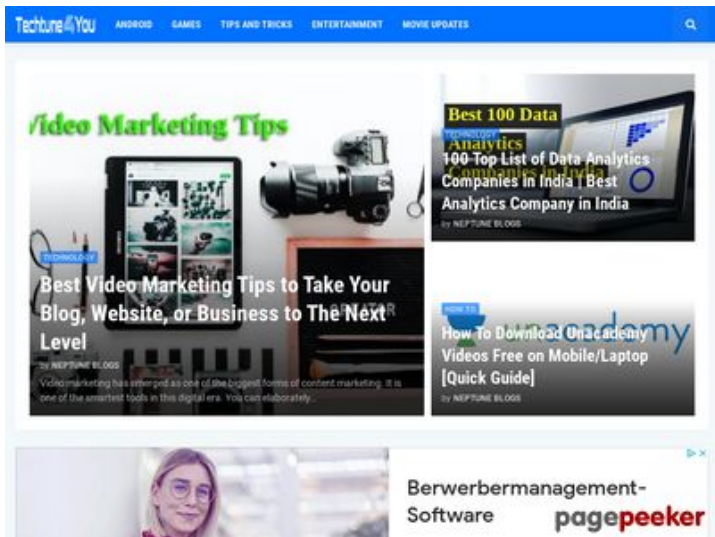 Techtune4You
ANDROID GAMES TIPS AND TRICKS ENTERTAINMENT MOVIE UPDATES
Video Marketing Tips
TECHNOLOGY
Best Video Marketing Tips to Take Your
Blog, Website, or Business to The Next
Level
by NEPTUNE BLOGS
Video marketing has emerged as one of the biggest forms of content marketing. It is
one of the smartest tools in this digital era. You can elaborately...
Best 100 Data
Analytics
Companies in India
TECHNOLOGY
100 Top List of Data Analytics
Companies in India | Best
Analytics Company in India
by NEPTUNE BLOGS
unacademy
HOW TO
How To Download Unacademy
Videos Free on Mobile/Laptop
[Quick Guide]
by NEPTUNE BLOGS
Berwerbermanagement-
Software
pagepeeker